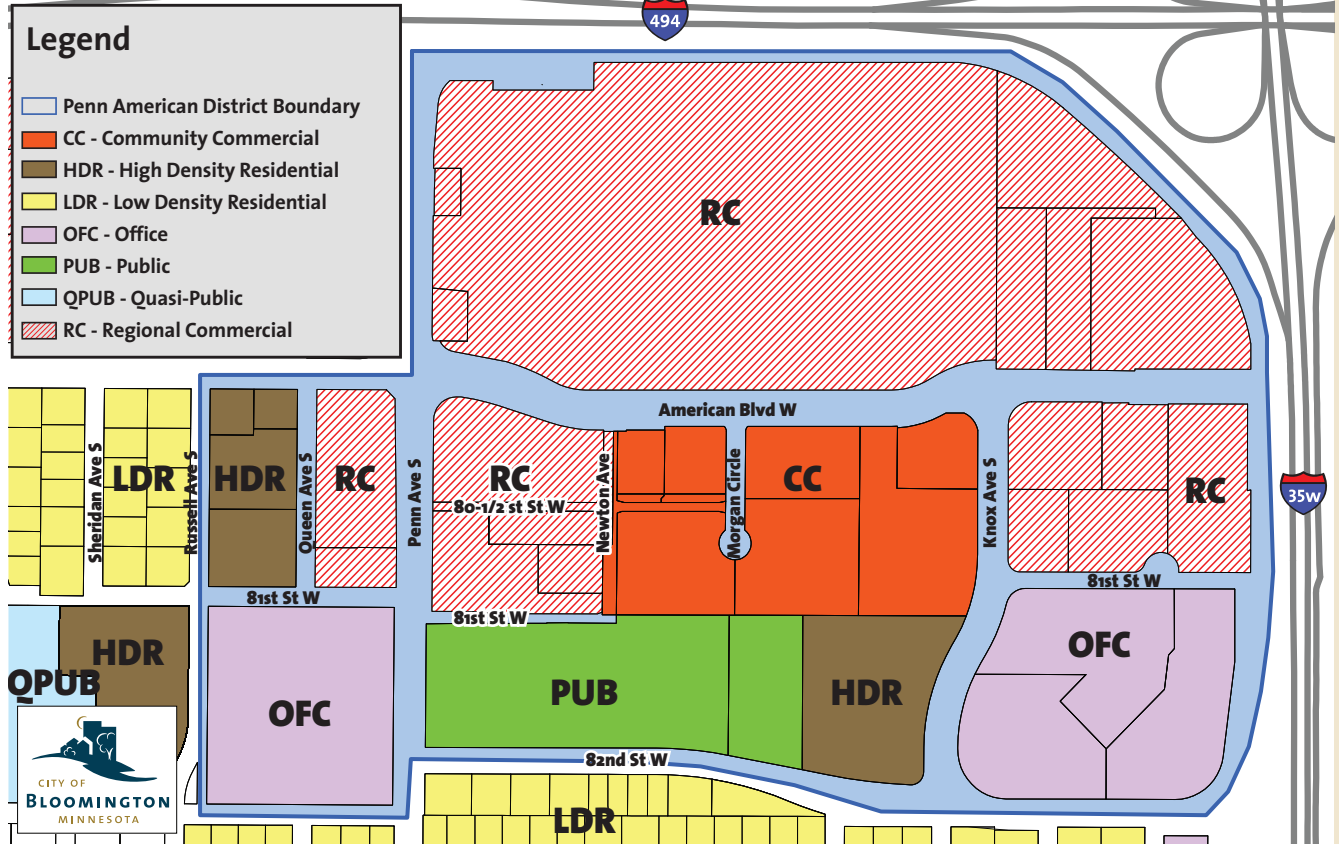 Legend
Penn American District Boundary
CC - Community Commercial
HDR - High Density Residential
LDR - Low Density Residential
OFC - Office
PUB - Public
QPUB - Quasi-Public
RC - Regional Commercial
494
RC
American Blvd W
Sheridan Ave S
LDR
Russell Ave S
HDR
Queen Ave S
RC
Penn Ave S
RC
80-1/2 st St W
Newton Ave
Morgan Circle
CC
Knox Ave S
RC
35W
81st St W
81st St W
81st St W
QPUB
HDR
OFC
PUB
HDR
OFC
82nd St W
LDR
CITY OF
BLOOMINGTON
MINNESOTA